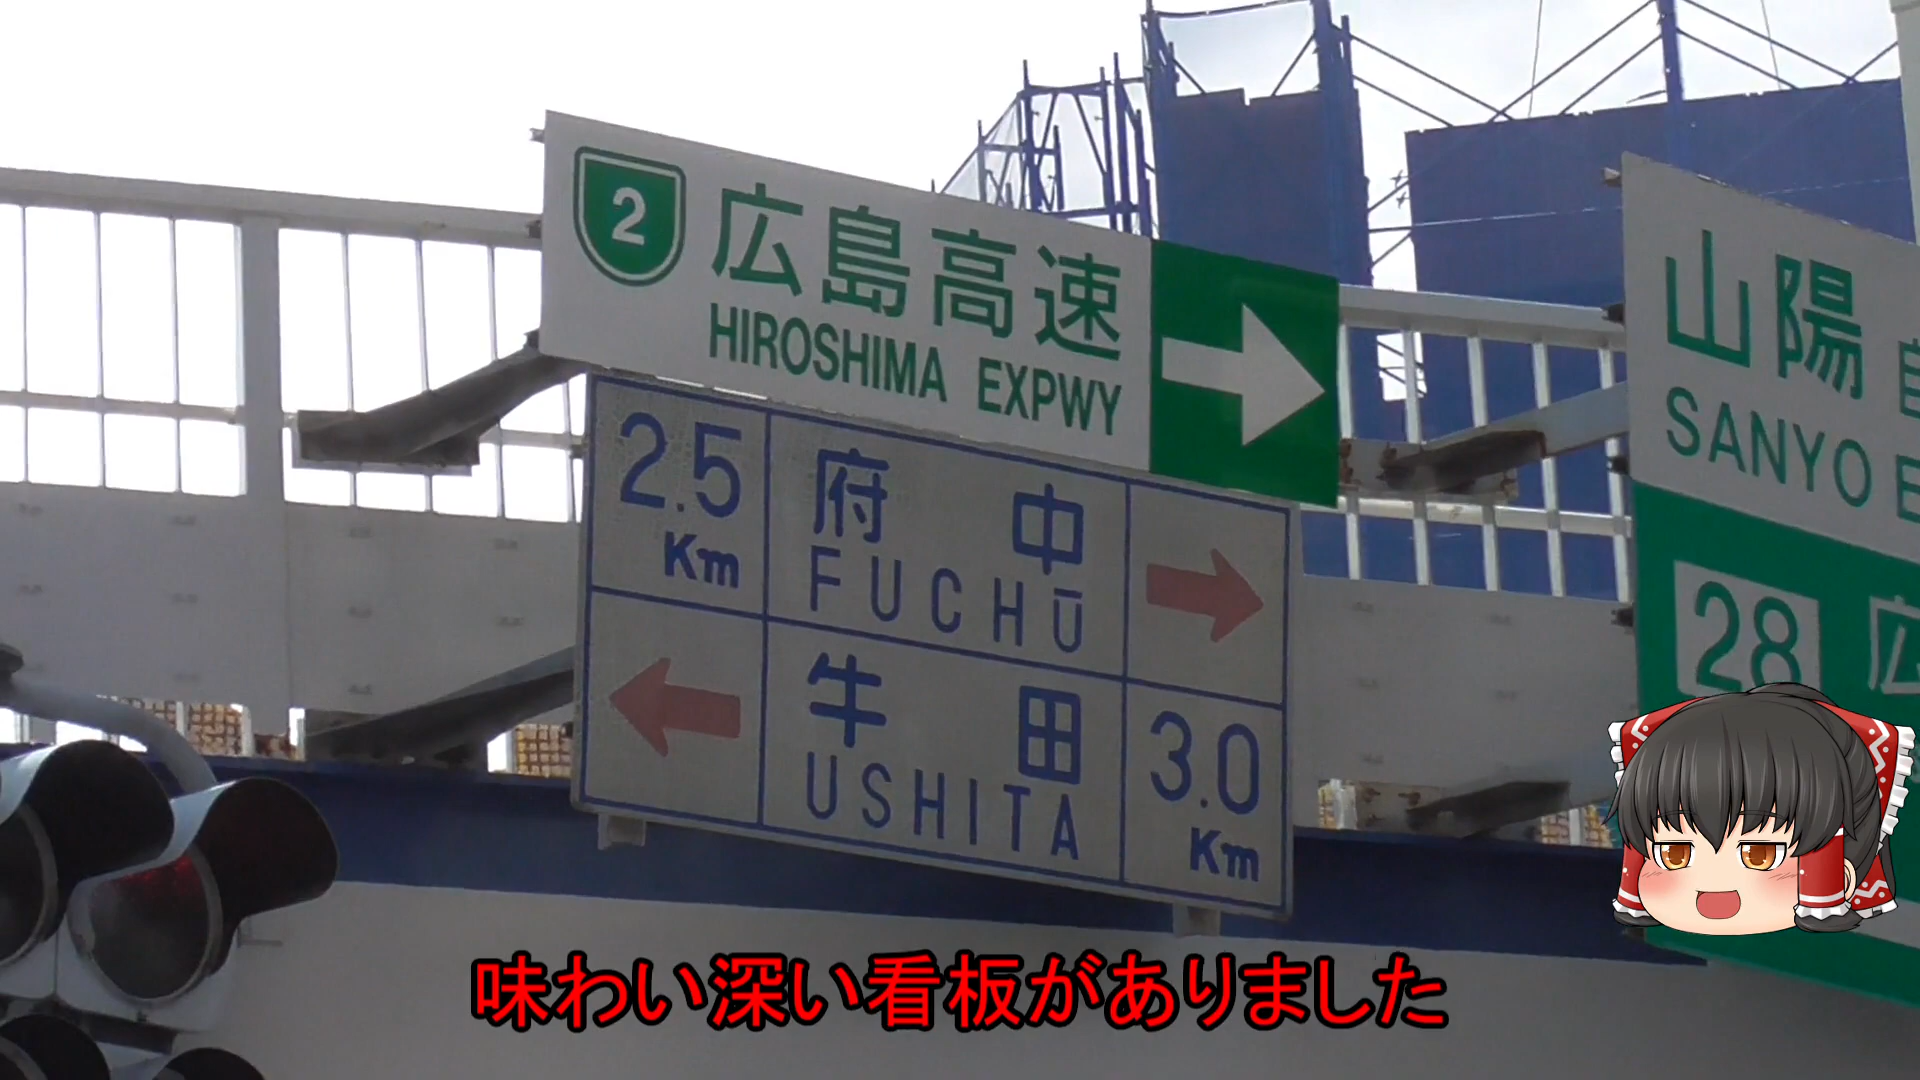 2 広島高速
HIROSHIMA EXPWY
2.5 Km 府中
FUCHŪ
牛田 3.0 Km
USHITA
山陽
SANYO
28 広
味わい深い看板がありました